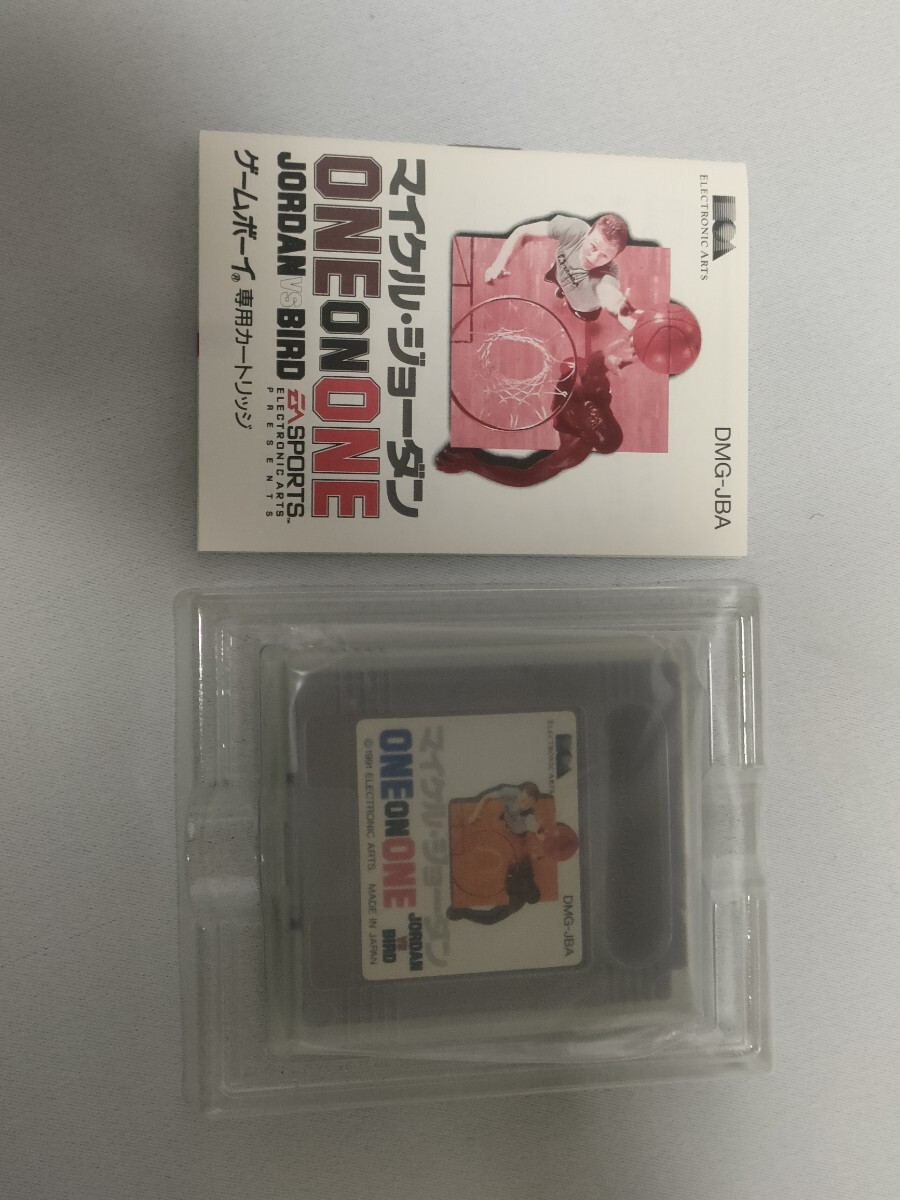 ECA
ELECTRONIC ARTS
DMG-JBA
マイケル・ジョーダン
ONE ON ONE
JORDAN VS BIRD
EA SPORTS™
ELECTRONIC ARTS
PRESENTS
ゲームボーイ® 専用カートリッジ
ECA
ELECTRONIC ARTS
DMG-JBA
マイケル・ジョーダン
ONE ON ONE
JORDAN
VS
BIRD
©1991 ELECTRONIC ARTS. MADE IN JAPAN